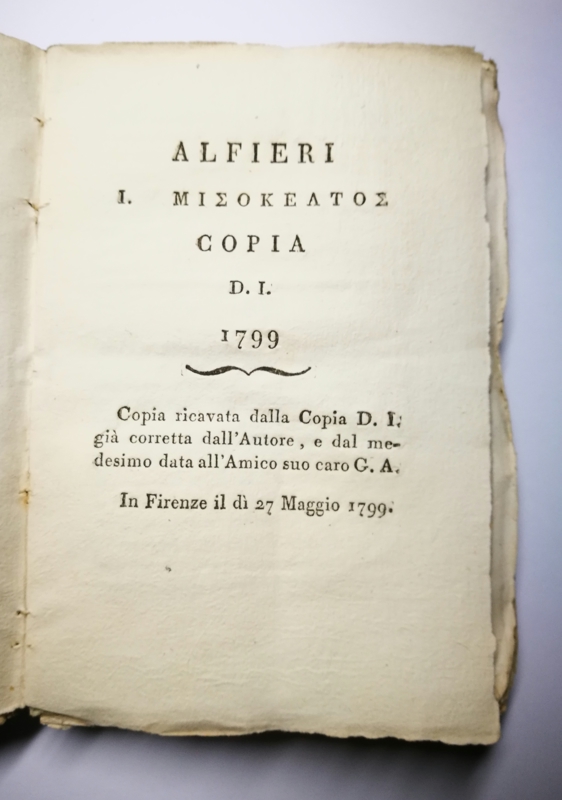 ALFIERI
I. ΜΙΣΟΚΕΛΤΟΣ
COPIA
D. I.
1799
Copia ricavata dalla Copia D. I.
già corretta dall'Autore, e dal me-
desimo data all'Amico suo caro G. A.
In Firenze il dì 27 Maggio 1799.